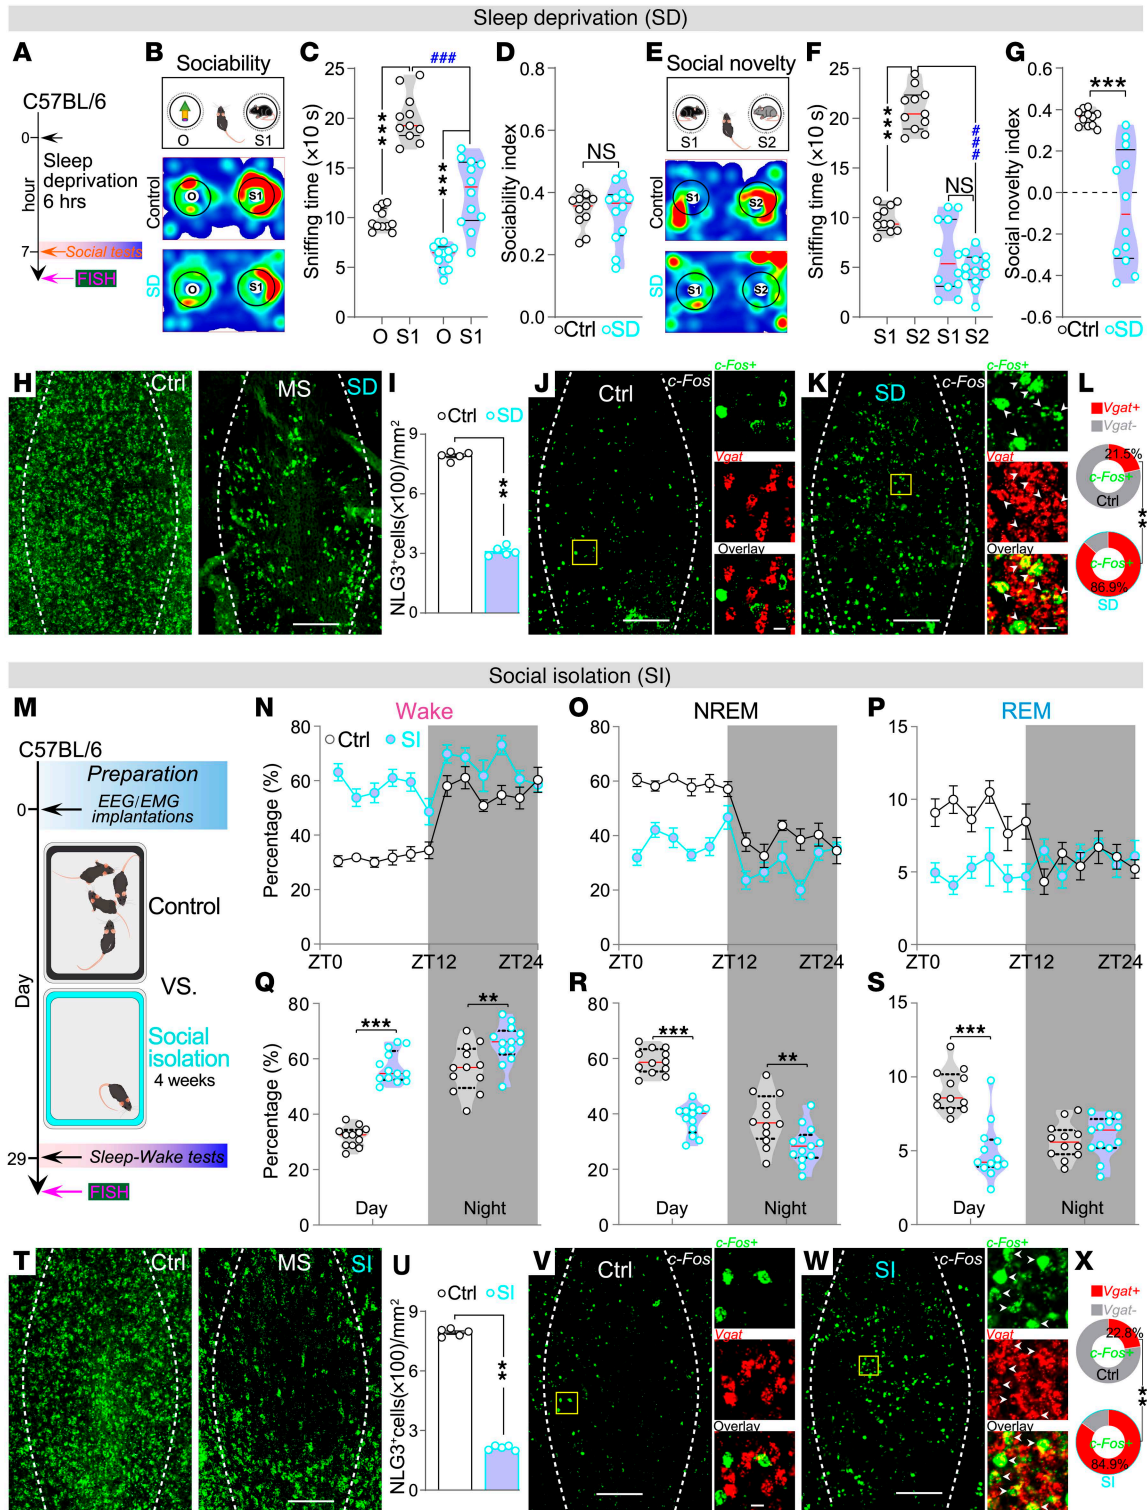 Sleep deprivation (SD)
A
C57BL/6
0
hour
Sleep
deprivation
6 hrs
7
Social tests
FISH
B
Sociability
O
S1
Control
O
S1
SD
O
S1
C
Sniffing time (×10 s)
25
20
15
10
5
0
***
***
###
O S1 O S1
D
Sociability index
0.8
0.6
0.4
0.2
0.0
NS
Ctrl SD
E
Social novelty
S1
S2
Control
S1
S2
SD
S1
S2
F
Sniffing time (×10 s)
25
20
15
10
5
0
***
NS
###
S1 S2 S1 S2
G
Social novelty index
0.6
0.4
0.2
0.0
-0.2
-0.4
-0.6
***
Ctrl SD
H
Ctrl
MS
SD
I
Ctrl SD
NLG3+cells(×100)/mm2
9
6
3
0
**
J
Ctrl
c-Fos
c-Fos+
Vgat
Overlay
K
SD
c-Fos
c-Fos+
Vgat
Overlay
L
Vgat+
Vgat-
21.5%
c-Fos+
Ctrl
**
c-Fos+
86.9%
SD
Social isolation (SI)
M
C57BL/6
Preparation
0
EEG/EMG
implantations
Day
Control
VS.
Social
isolation
4 weeks
29
Sleep-Wake tests
FISH
N
Wake
Percentage (%)
80
60
40
20
0
Ctrl SI
ZT0 ZT12 ZT24
O
NREM
80
60
40
20
0
ZT0 ZT12 ZT24
P
REM
15
10
5
0
ZT0 ZT12 ZT24
Q
Percentage (%)
80
60
40
20
0
***
**
Day Night
R
80
60
40
20
0
***
**
Day Night
S
15
10
5
0
***
Day Night
T
Ctrl
MS
SI
U
Ctrl SI
NLG3+cells(×100)/mm2
9
6
3
0
**
V
Ctrl
c-Fos
c-Fos+
Vgat
Overlay
W
SI
c-Fos
c-Fos+
Vgat
Overlay
X
Vgat+
Vgat-
22.8%
c-Fos+
Ctrl
**
c-Fos+
84.9%
SI